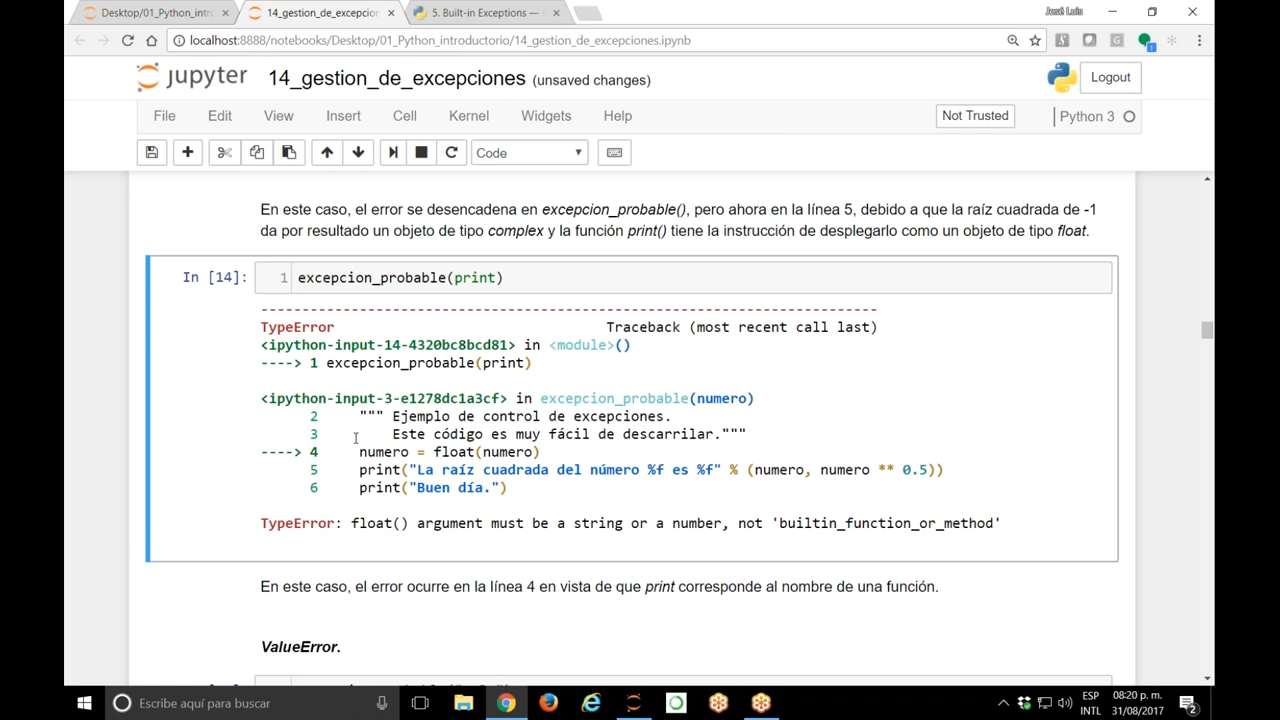 Desktop/01_Python_intro
14_gestion_de_excepcion
5. Built-in Exceptions —
José Luis
localhost:8888/notebooks/Desktop/01_Python_introductorio/14_gestion_de_excepciones.ipynb
jupyter 14_gestion_de_excepciones (unsaved changes)
Logout
File Edit View Insert Cell Kernel Widgets Help
Not Trusted
Python 3
Code
En este caso, el error se desencadena en excepcion_probable(), pero ahora en la línea 5, debido a que la raíz cuadrada de -1
da por resultado un objeto de tipo complex y la función print() tiene la instrucción de desplegarlo como un objeto de tipo float.
In [14]: 1 excepcion_probable(print)
---------------------------------------------------------------------------
TypeError Traceback (most recent call last)
<ipython-input-14-4320bc8bcd81> in <module>()
----> 1 excepcion_probable(print)
<ipython-input-3-e1278dc1a3cf> in excepcion_probable(numero)
2 """ Ejemplo de control de excepciones.
3 Este código es muy fácil de descarrilar."""
----> 4 numero = float(numero)
5 print("La raíz cuadrada del número %f es %f" % (numero, numero ** 0.5))
6 print("Buen día.")
TypeError: float() argument must be a string or a number, not 'builtin_function_or_method'
En este caso, el error ocurre en la línea 4 en vista de que print corresponde al nombre de una función.
ValueError.
Escribe aquí para buscar
ESP
INTL
08:20 p. m.
31/08/2017
2